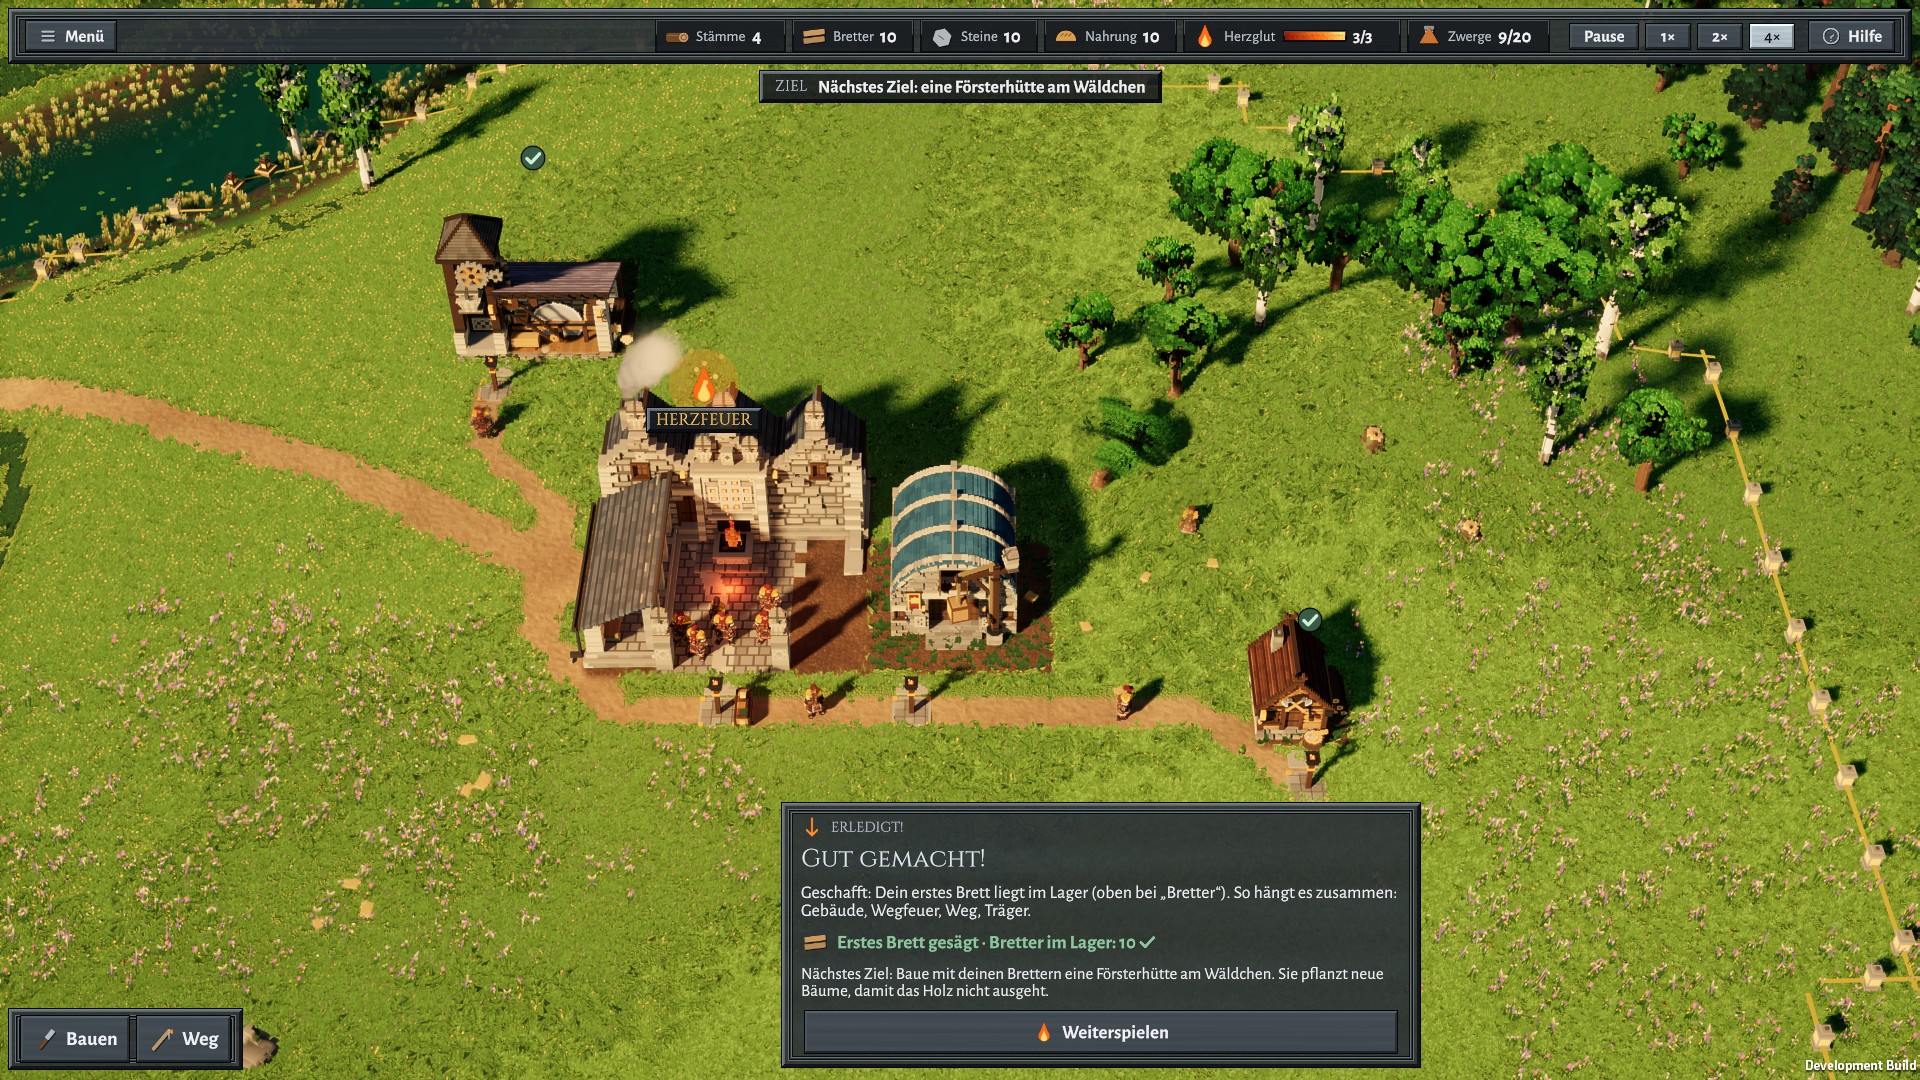 Menü
Stämme 4
Bretter 10
Steine 10
Nahrung 10
Herzglut 3/3
Zwerge 9/20
Pause
1×
2×
4×
Hilfe
ZIEL Nächstes Ziel: eine Försterhütte am Wäldchen
HERZFEUER
ERLEDIGT!
GUT GEMACHT!
Geschafft: Dein erstes Brett liegt im Lager (oben bei „Bretter“). So hängt es zusammen:
Gebäude, Wegfeuer, Weg, Träger.
Erstes Brett gesägt · Bretter im Lager: 10
Nächstes Ziel: Baue mit deinen Brettern eine Försterhütte am Wäldchen. Sie pflanzt neue
Bäume, damit das Holz nicht ausgeht.
Weiterspielen
Bauen
Weg
Development Build